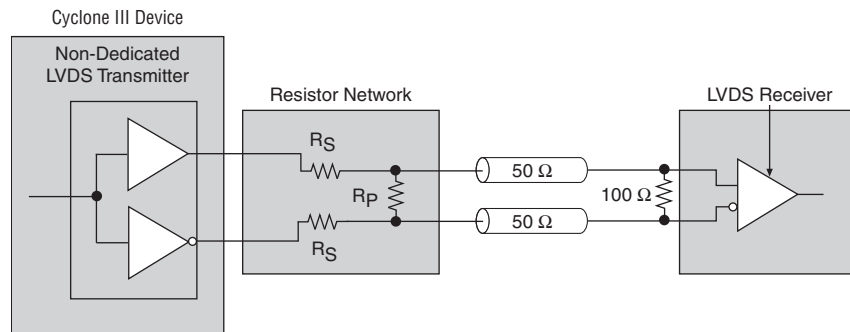 Cyclone III Device
Non-Dedicated
LVDS Transmitter
Resistor Network
LVDS Receiver
RS
50 Ω
RP
100 Ω
50 Ω
RS